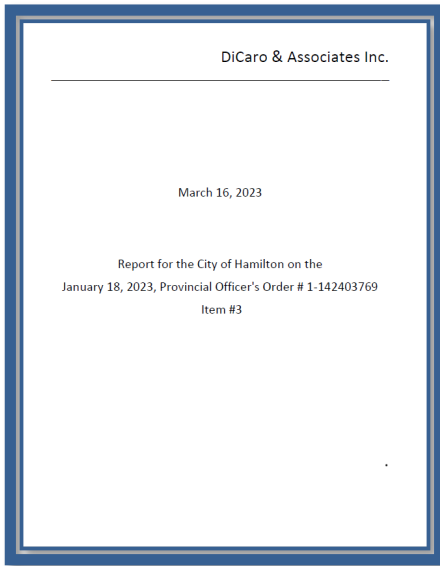 DiCaro & Associates Inc.
March 16, 2023
Report for the City of Hamilton on the
January 18, 2023, Provincial Officer's Order # 1-142403769
Item #3
.